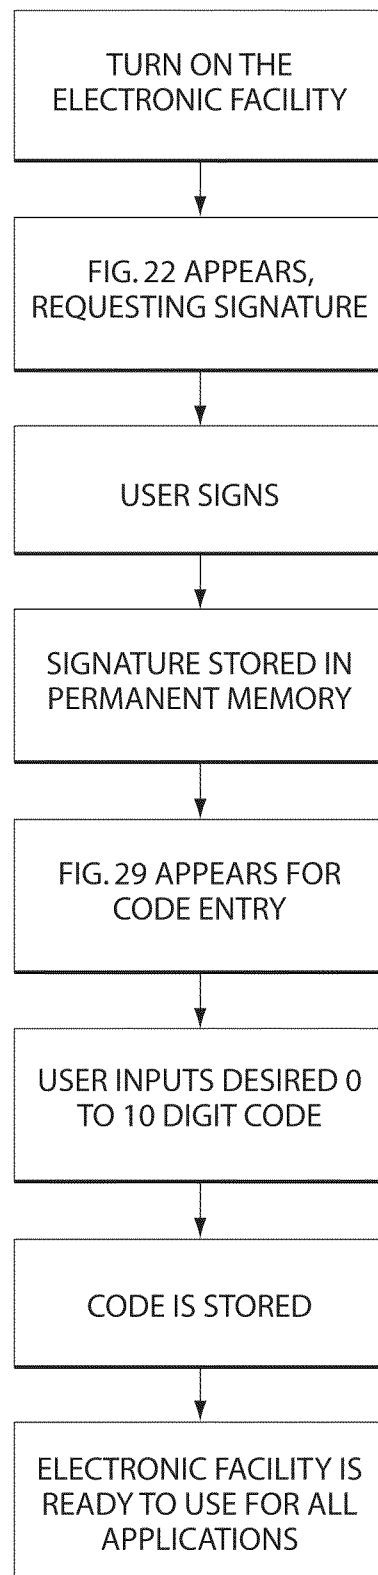 TURN ON THE
ELECTRONIC FACILITY
FIG. 22 APPEARS,
REQUESTING SIGNATURE
USER SIGNS
SIGNATURE STORED IN
PERMANENT MEMORY
FIG. 29 APPEARS FOR
CODE ENTRY
USER INPUTS DESIRED 0
TO 10 DIGIT CODE
CODE IS STORED
ELECTRONIC FACILITY IS
READY TO USE FOR ALL
APPLICATIONS